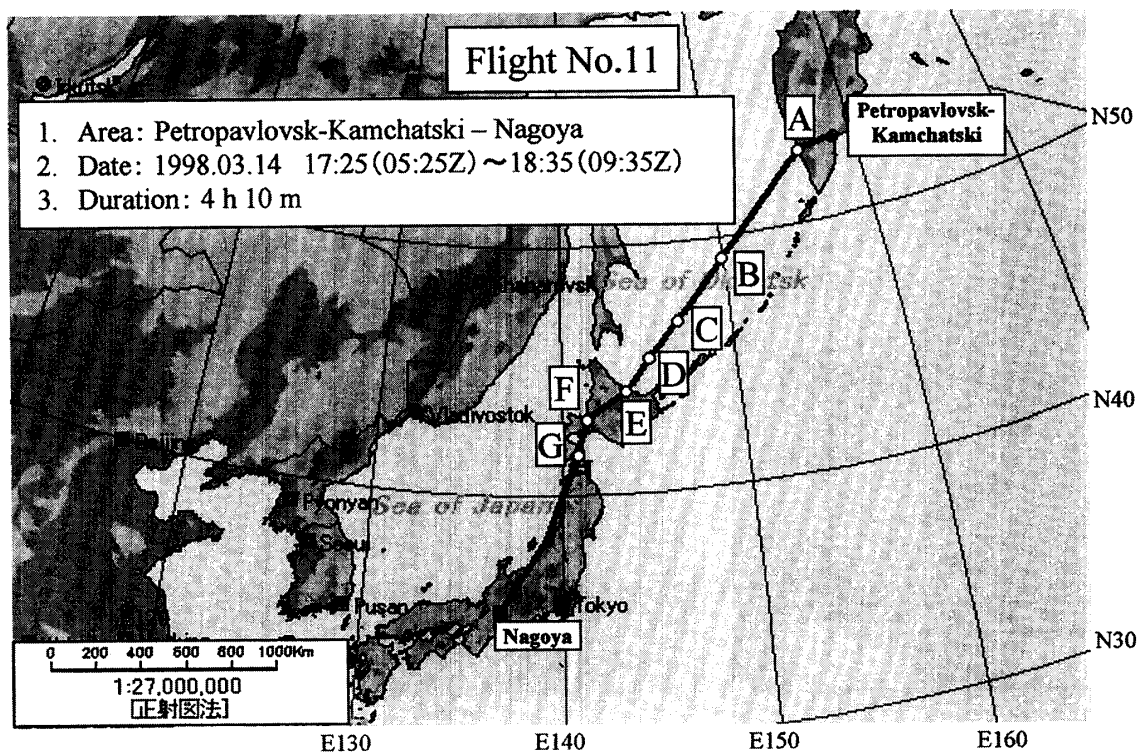 Flight No.11
1. Area: Petropavlovsk-Kamchatski – Nagoya
2. Date: 1998.03.14 17:25(05:25Z)～18:35(09:35Z)
3. Duration: 4 h 10 m
A
Petropavlovsk-
Kamchatski
N50
B
Sea of
C
D
F
E
N40
Vladivostok
G
Beijing
Pyonyan
Sea of Japan
Seoul
Pusan
Tokyo
Nagoya
N30
0 200 400 600 800 1000Km
1:27,000,000
[正射図法]
E130
E140
E150
E160